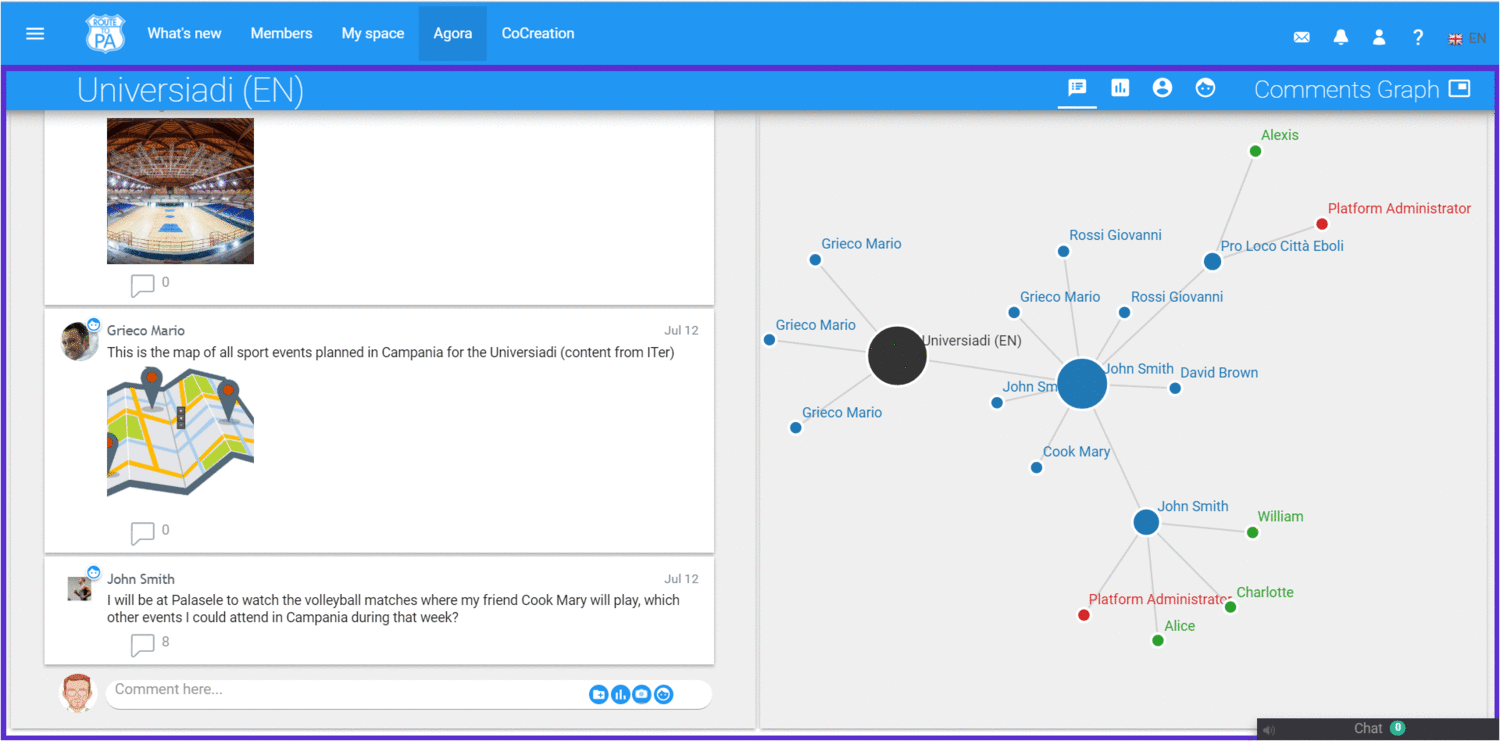 ROUTE
TO
PA
What's new
Members
My space
Agora
CoCreation
EN
Universiadi (EN)
Comments Graph
0
Grieco Mario
Jul 12
This is the map of all sport events planned in Campania for the Universiadi (content from ITer)
0
John Smith
Jul 12
I will be at Palasele to watch the volleyball matches where my friend Cook Mary will play, which
other events I could attend in Campania during that week?
8
Comment here...
Alexis
Platform Administrator
Rossi Giovanni
Grieco Mario
Pro Loco Città Eboli
Grieco Mario
Rossi Giovanni
Grieco Mario
Universiadi (EN)
John Smith
David Brown
John Sm
Grieco Mario
Cook Mary
John Smith
William
Platform Administrator
Charlotte
Alice
Chat 0